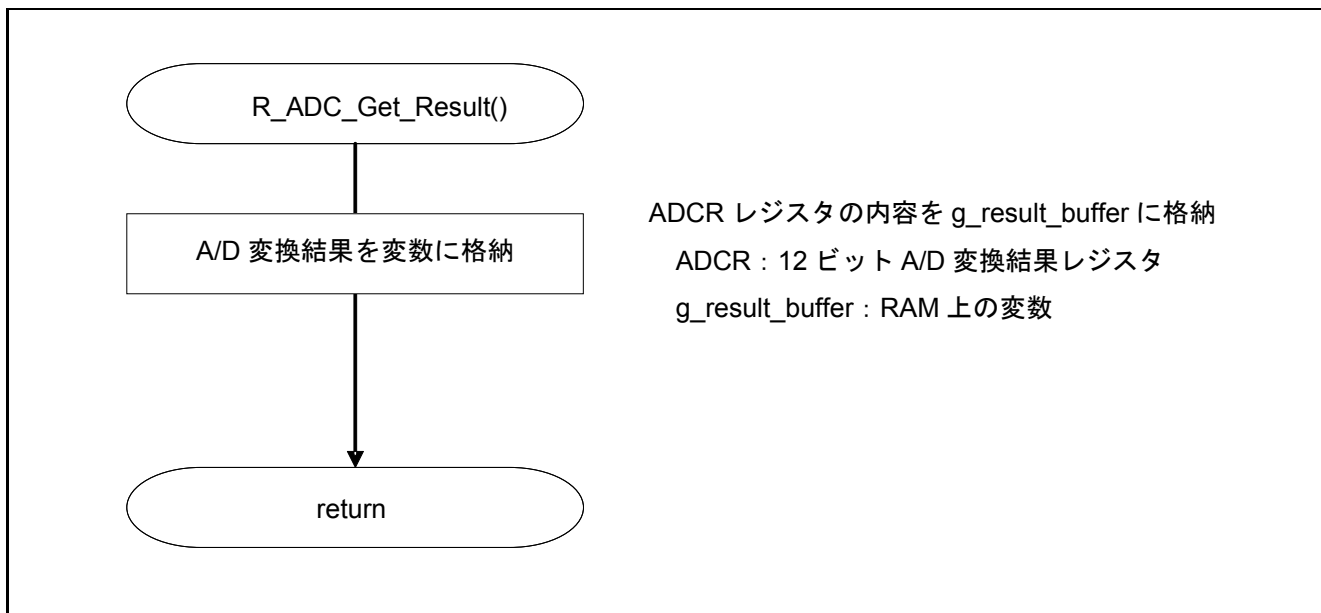 R_ADC_Get_Result()
A/D 変換結果を変数に格納
ADCR レジスタの内容を g_result_buffer に格納
ADCR：12 ビット A/D 変換結果レジスタ
g_result_buffer：RAM 上の変数
return